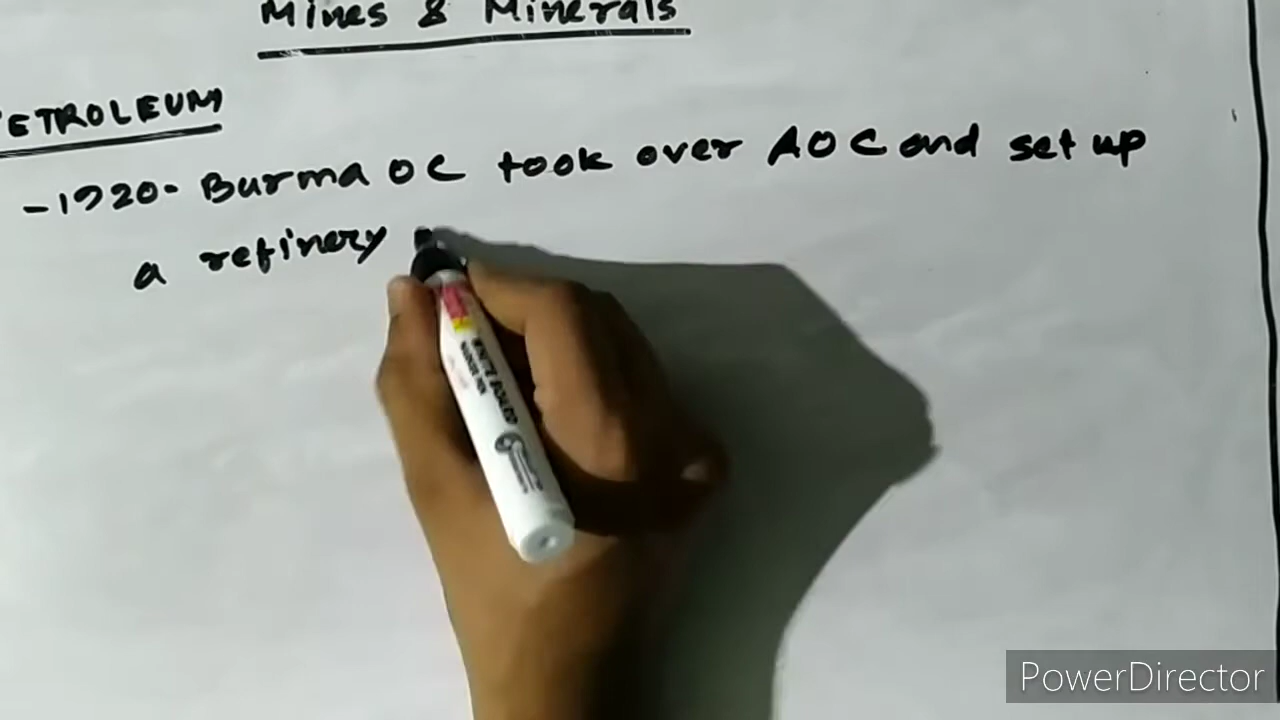 Mines & Minerals
ETROLEUM
- 1920- Burma OC took over AOC and set up
a refinery
PowerDirector